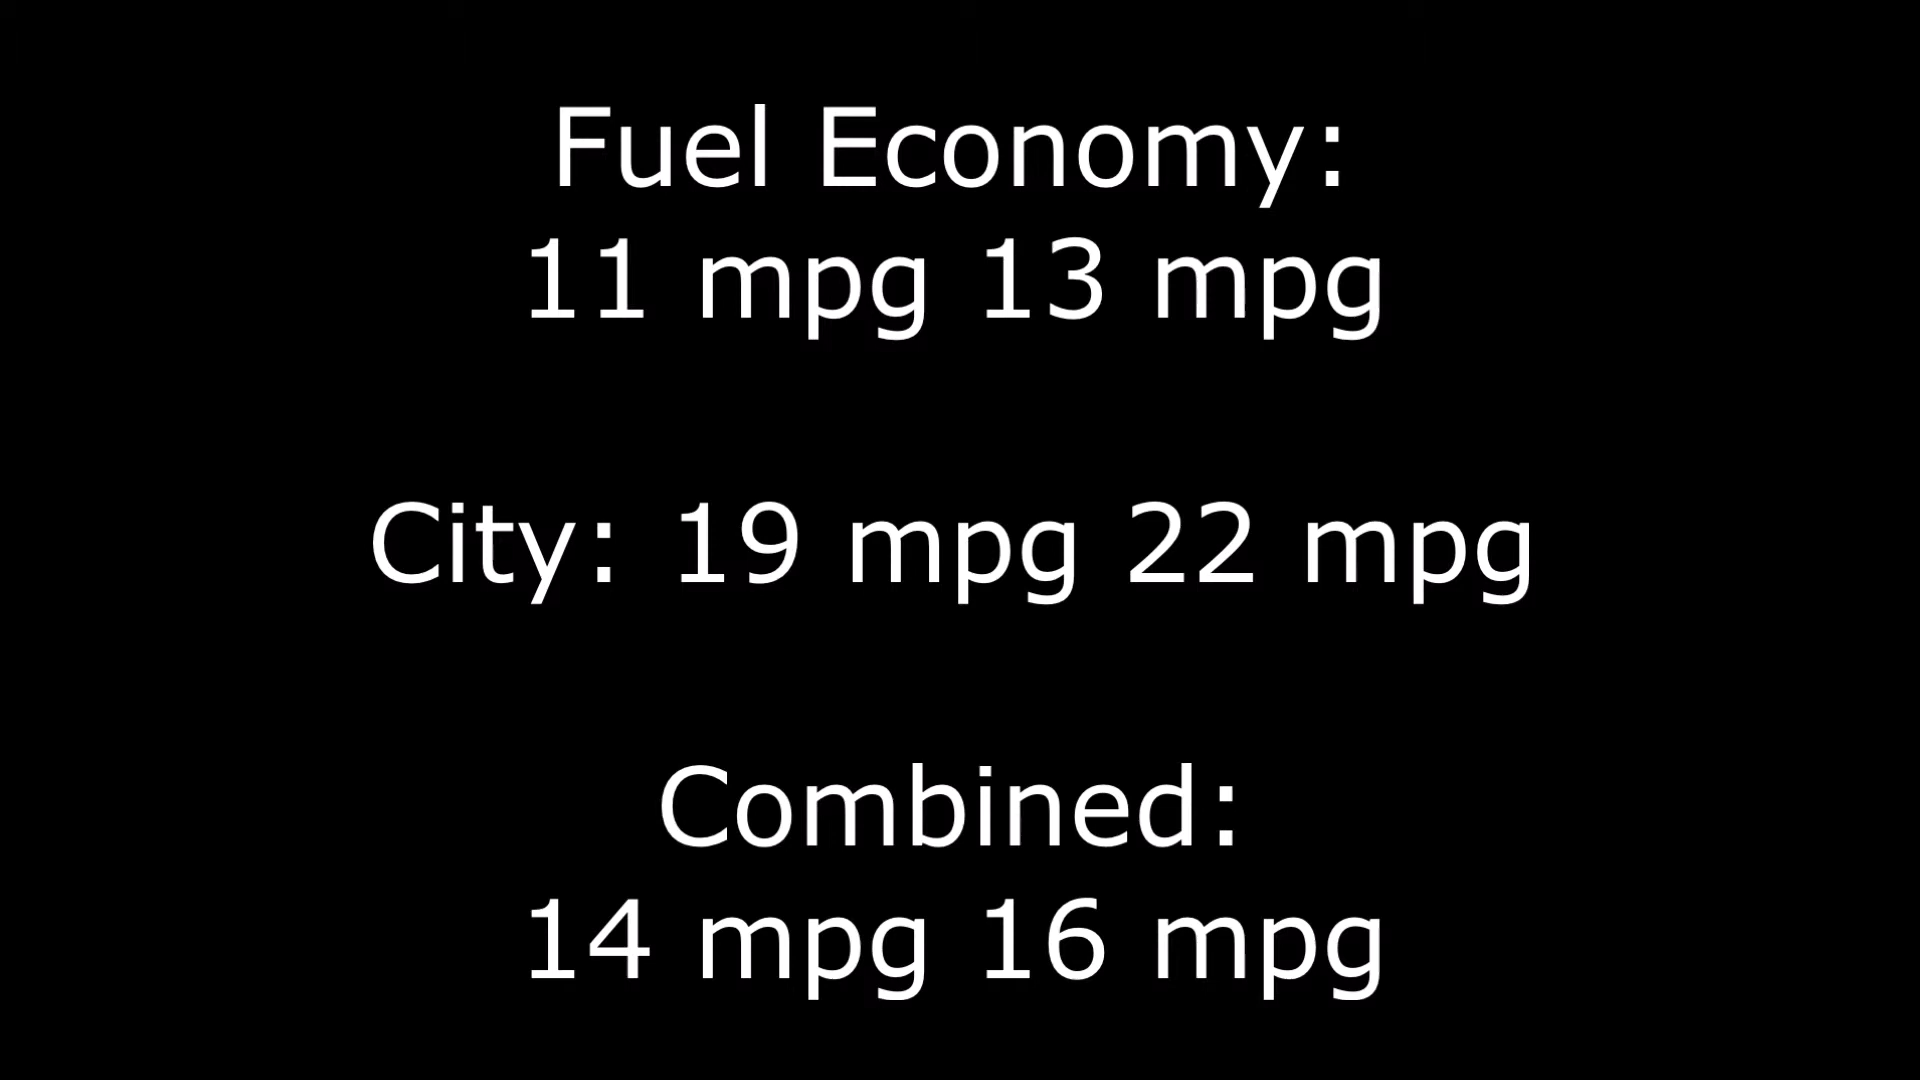 Fuel Economy:
11 mpg 13 mpg
City: 19 mpg 22 mpg
Combined:
14 mpg 16 mpg